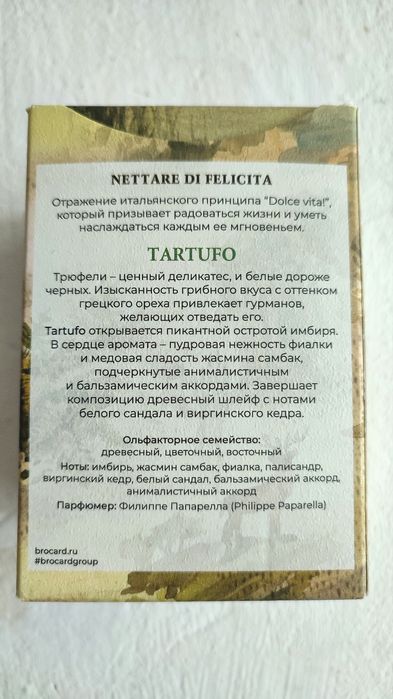 NETTARE DI FELICITA
Отражение итальянского принципа "Dolce vita!",
который призывает радоваться жизни и уметь
наслаждаться каждым ее мгновеньем.
TARTUFO
Трюфели – ценный деликатес, и белые дороже
черных. Изысканность грибного вкуса с оттенком
грецкого ореха привлекает гурманов,
желающих отведать его.
Tartufo открывается пикантной остротой имбиря.
В сердце аромата – пудровая нежность фиалки
и медовая сладость жасмина самбак,
подчеркнутые анималистичным
и бальзамическим аккордами. Завершает
композицию древесный шлейф с нотами
белого сандала и виргинского кедра.
Ольфакторное семейство:
древесный, цветочный, восточный
Ноты: имбирь, жасмин самбак, фиалка, палисандр,
виргинский кедр, белый сандал, бальзамический аккорд,
анималистичный аккорд
Парфюмер: Филиппе Папарелла (Philippe Paparella)
brocard.ru
#brocardgroup